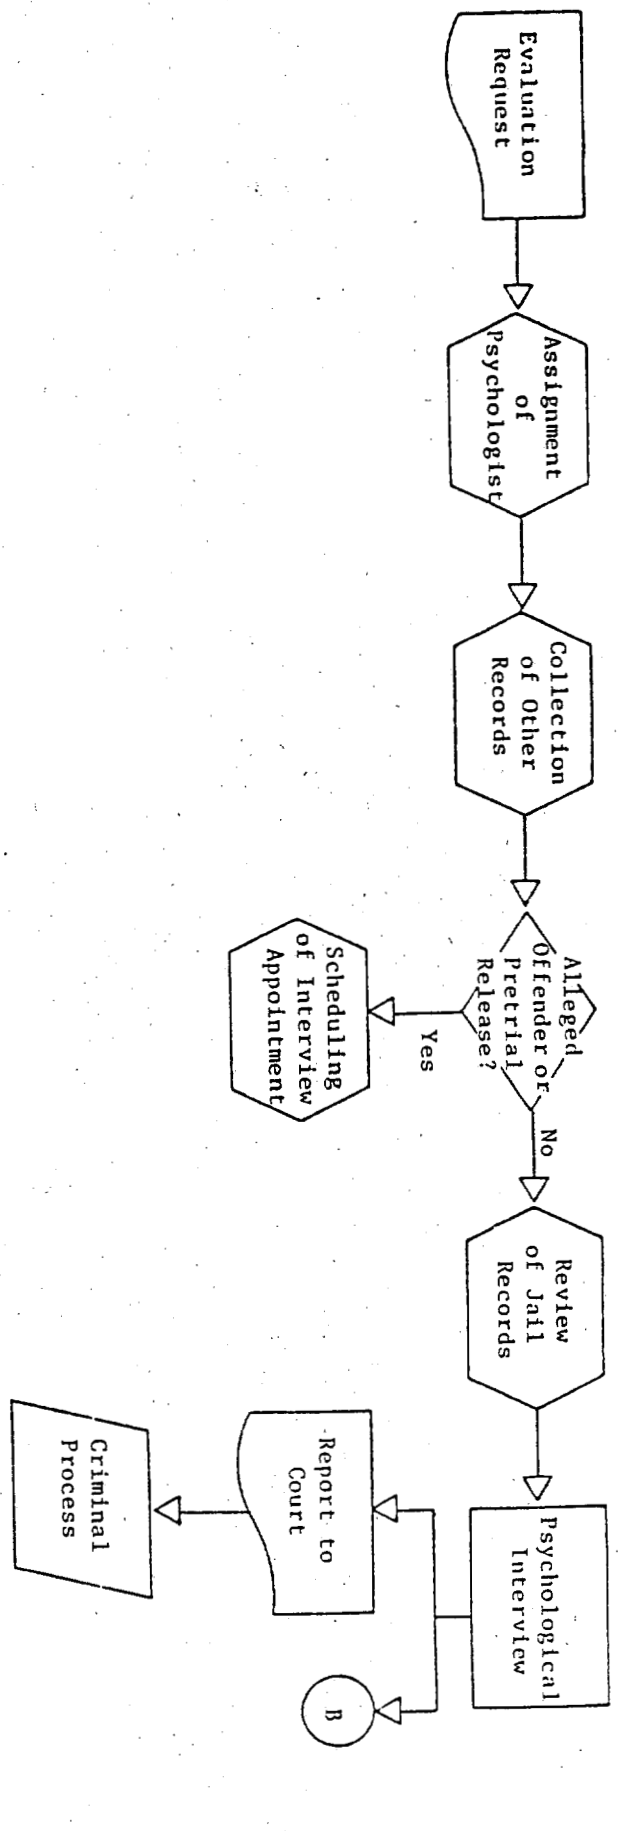 Evaluation
Request
Assignment
of
Psychologist
Collection
of Other
Records
Alleged
Offender or
Pretrial
Release?
Yes
No
Scheduling
of Interview
Appointment
Review
of Jail
Records
Psychological
Interview
Report to
Court
B
Criminal
Process